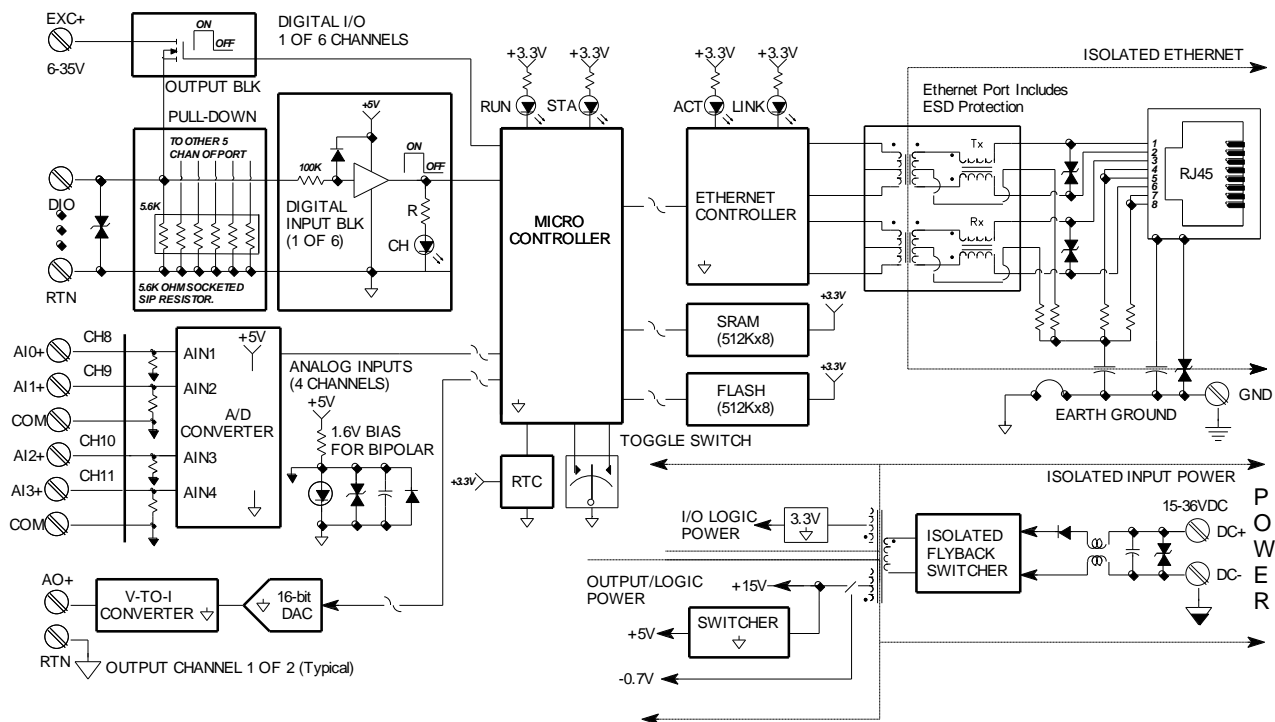 EXC+
6-35V
ON
OFF
OUTPUT BLK
DIGITAL I/O
1 OF 6 CHANNELS
PULL-DOWN
TO OTHER 5
CHAN OF PORT
5.6K
DIO
RTN
5.6K OHM SOCKETED
SIP RESISTOR.
+5V
100K
ON
OFF
DIGITAL
INPUT BLK
(1 OF 6)
R
CH
+3.3V
+3.3V
RUN
STA
MICRO
CONTROLLER
+3.3V
+3.3V
ACT
LINK
ETHERNET
CONTROLLER
ISOLATED ETHERNET
Ethernet Port Includes
ESD Protection
Tx
Rx
1
2
3
4
5
6
7
8
RJ45
+3.3V
SRAM
(512Kx8)
+3.3V
FLASH
(512Kx8)
EARTH GROUND
GND
AI0+
CH8
AI1+
CH9
COM
AI2+
CH10
AI3+
CH11
COM
+5V
AIN1
AIN2
A/D
CONVERTER
AIN3
AIN4
ANALOG INPUTS
(4 CHANNELS)
+5V
1.6V BIAS
FOR BIPOLAR
TOGGLE SWITCH
+3.3V
RTC
ISOLATED INPUT POWER
15-36VDC
DC+
DC-
POWER
I/O LOGIC
POWER
3.3V
ISOLATED
FLYBACK
SWITCHER
OUTPUT/LOGIC
POWER
+15V
SWITCHER
+5V
-0.7V
AO+
V-TO-I
CONVERTER
16-bit
DAC
RTN
OUTPUT CHANNEL 1 OF 2 (Typical)